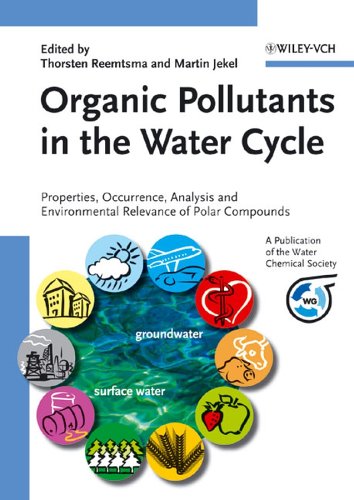 Edited by
Thorsten Reemtsma and Martin Jekel
WILEY-VCH
Organic Pollutants
in the Water Cycle
Properties, Occurrence, Analysis and
Environmental Relevance of Polar Compounds
A Publication
of the Water
Chemical Society
WG
groundwater
surface water